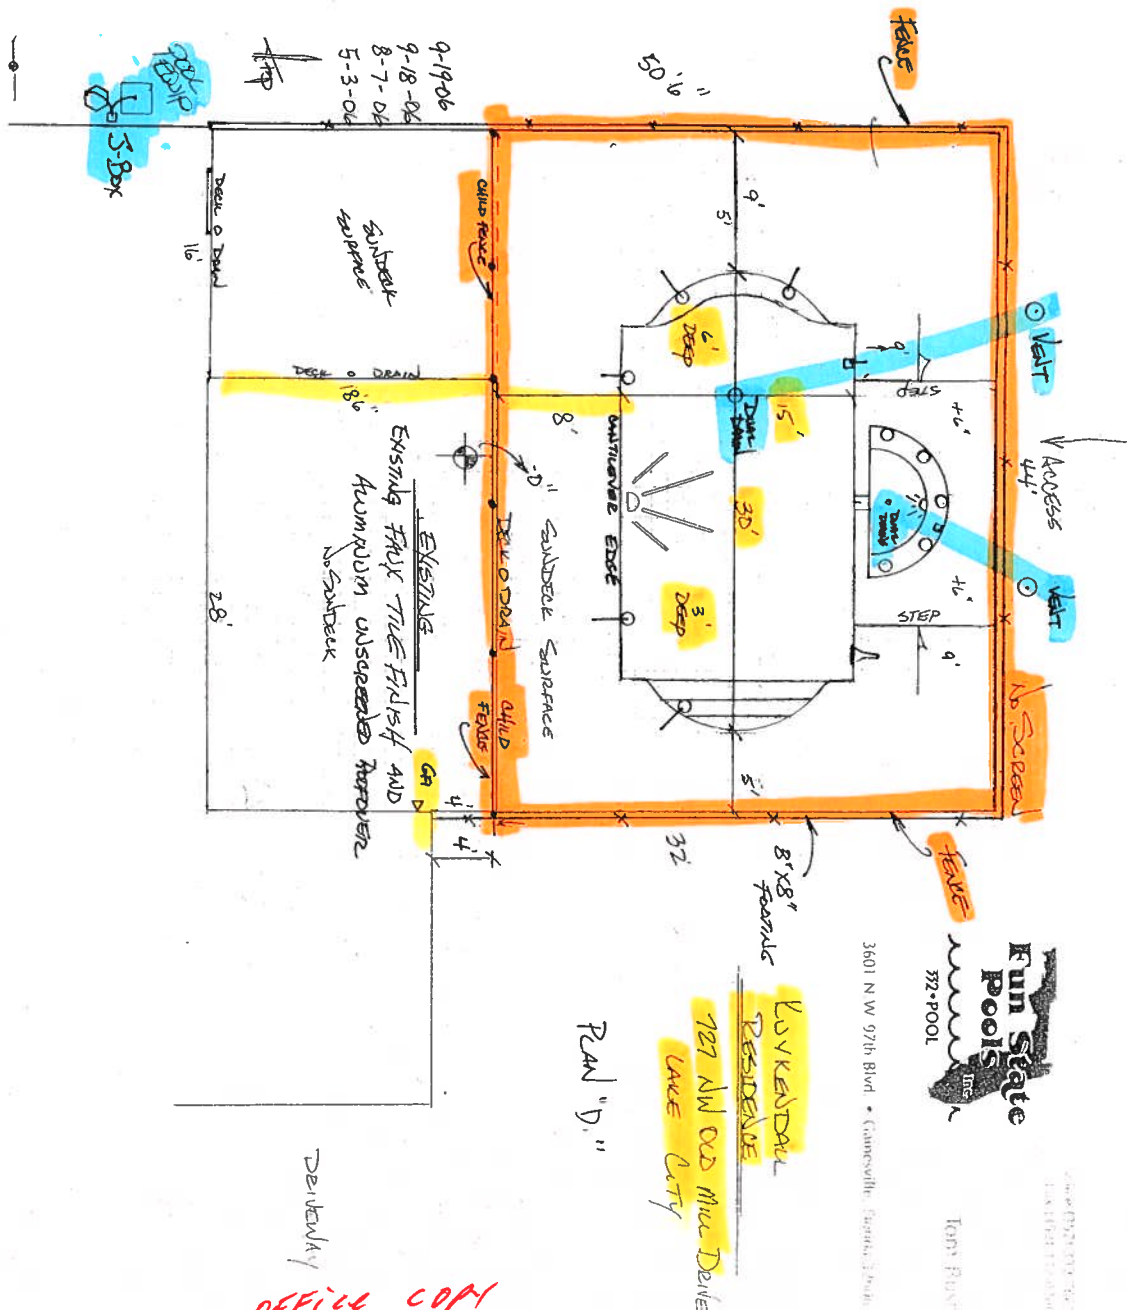 FENCE
50'6"
9-19-06
9-18-06
8-7-06
5-3-06
POOL
EQUIP
J-BOX
DECK O DRAIN
16'
SUNDECK
SURFACE
CHILD FENCE
9'
5'
6'
DEEP
VENT
9'
STEP
+6"
ACCESS
44'
DECK O DRAIN
18'6"
8'
15'
DUAL
DRAIN
30'
CANTILEVER EDGE
DUAL
DRAIN
VENT
+6"
STEP
9'
3'
DEEP
"D" SUNDECK SURFACE
DECK O DRAIN
EXISTING
EXISTING FAUX TILE FINISH AND
ALUMINUM UNSCREENED ROOFOVER
NO SUNDECK
28'
CHILD
FENCE
NO SCREEN
5'
4'
4'
32'
8"X8"
FOOTING
FENCE
Fun State
Pools
Inc
332•POOL
3601 N.W. 97th Blvd. • Gainesville,
Tom
KUYKENDALL
RESIDENCE
727 NW OLD MILL DRIVE
LAKE CITY
PLAN "D."
DRIVEWAY
OFFICE COPY